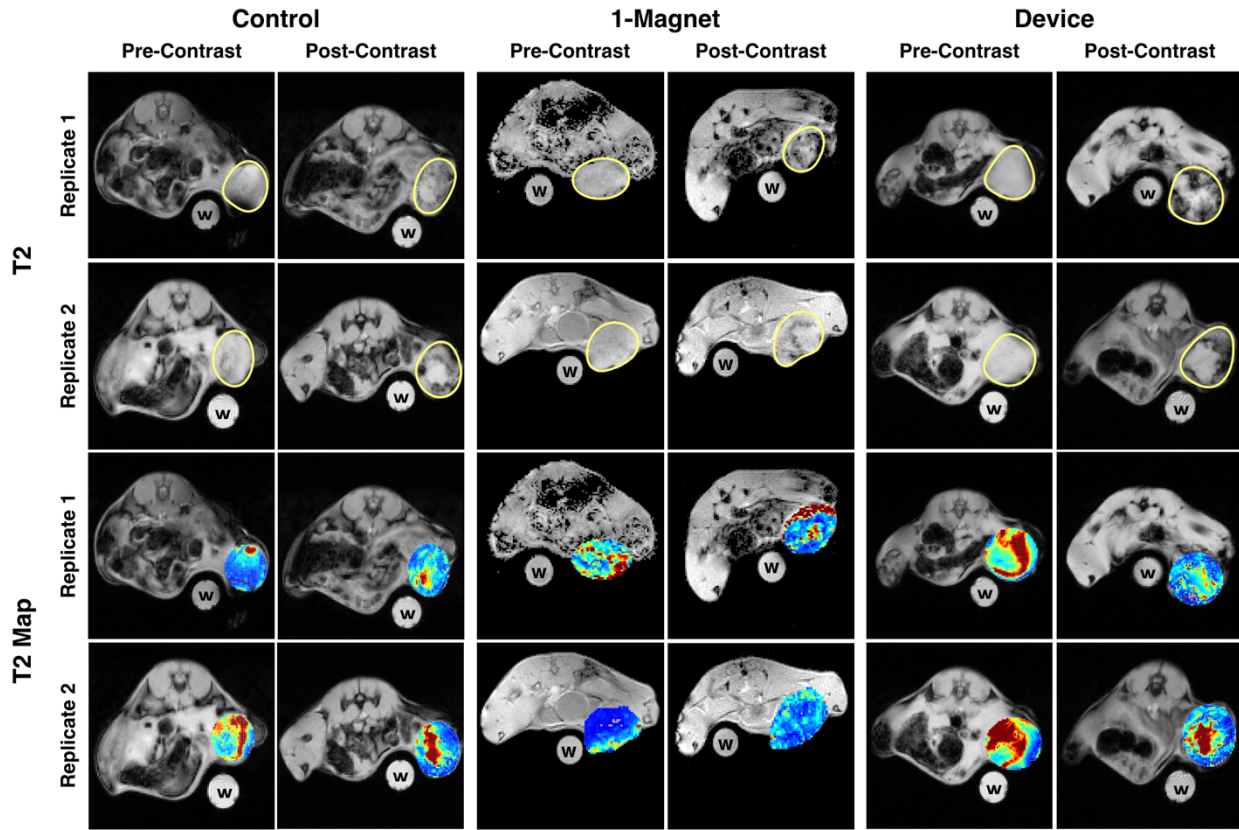 Control 1-Magnet Device
Pre-Contrast Post-Contrast Pre-Contrast Post-Contrast Pre-Contrast Post-Contrast
T2
Replicate 1
W W W W W W
Replicate 2
W W W W W W
T2 Map
Replicate 1
W W W W W W
Replicate 2
W W W W W W